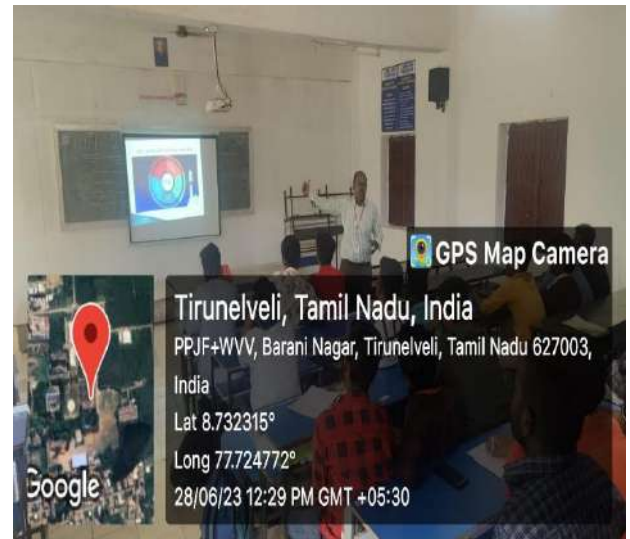 GPS Map Camera
Tirunelveli, Tamil Nadu, India
PPJF+WVV, Barani Nagar, Tirunelveli, Tamil Nadu 627003,
India
Lat 8.732315°
Long 77.724772°
28/06/23 12:29 PM GMT +05:30
Google